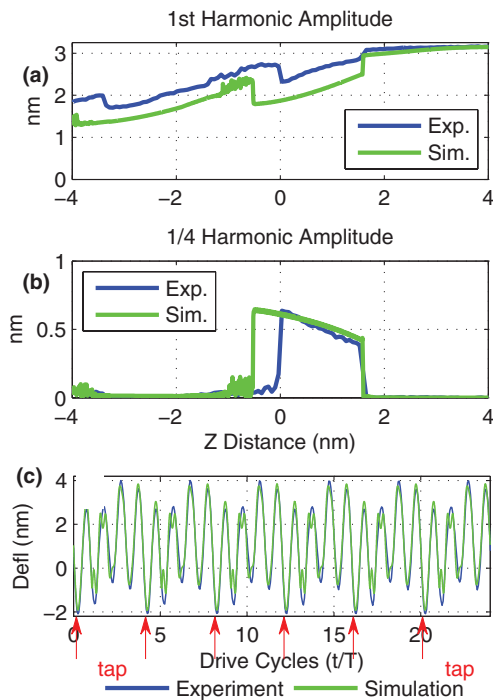 1st Harmonic Amplitude
3
(a)
2
nm
1
Exp.
Sim.
0
−4 −2 0 2 4
1/4 Harmonic Amplitude
1
(b)
Exp.
Sim.
nm
0.5
0
−4 −2 0 2 4
Z Distance (nm)
(c)
4
2
Defl (nm)
0
−2
0 5 10 15 20
tap Drive Cycles (t/T) tap
Experiment Simulation